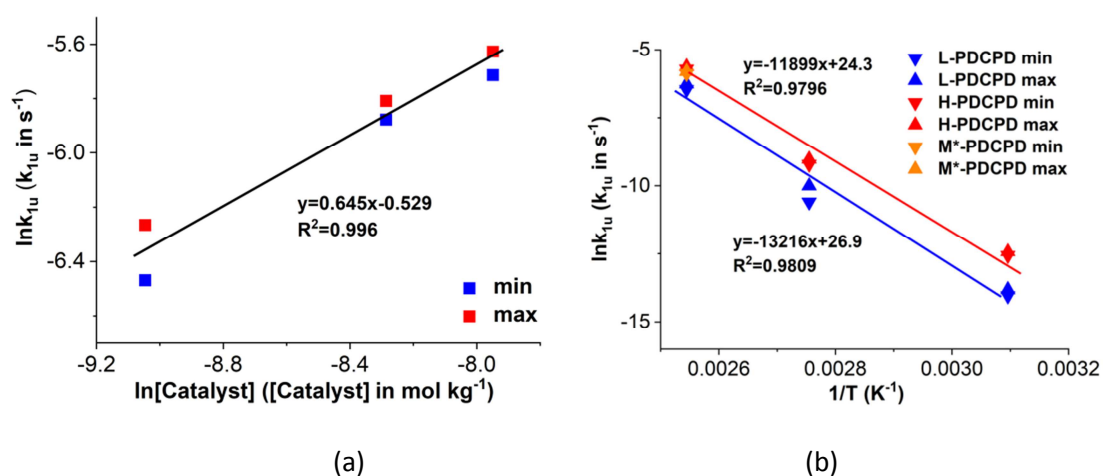 -5.6
-6.0
-6.4
lnk1u (k1u in s-1)
y=0.645x-0.529
R2=0.996
min
max
-9.2 -8.8 -8.4 -8.0
ln[Catalyst] ([Catalyst] in mol kg-1)
(a)
-5
-10
-15
lnk1u (k1u in s-1)
y=-11899x+24.3
R2=0.9796
L-PDCPD min
L-PDCPD max
H-PDCPD min
H-PDCPD max
M*-PDCPD min
M*-PDCPD max
y=-13216x+26.9
R2=0.9809
0.0026 0.0028 0.0030 0.0032
1/T (K-1)
(b)